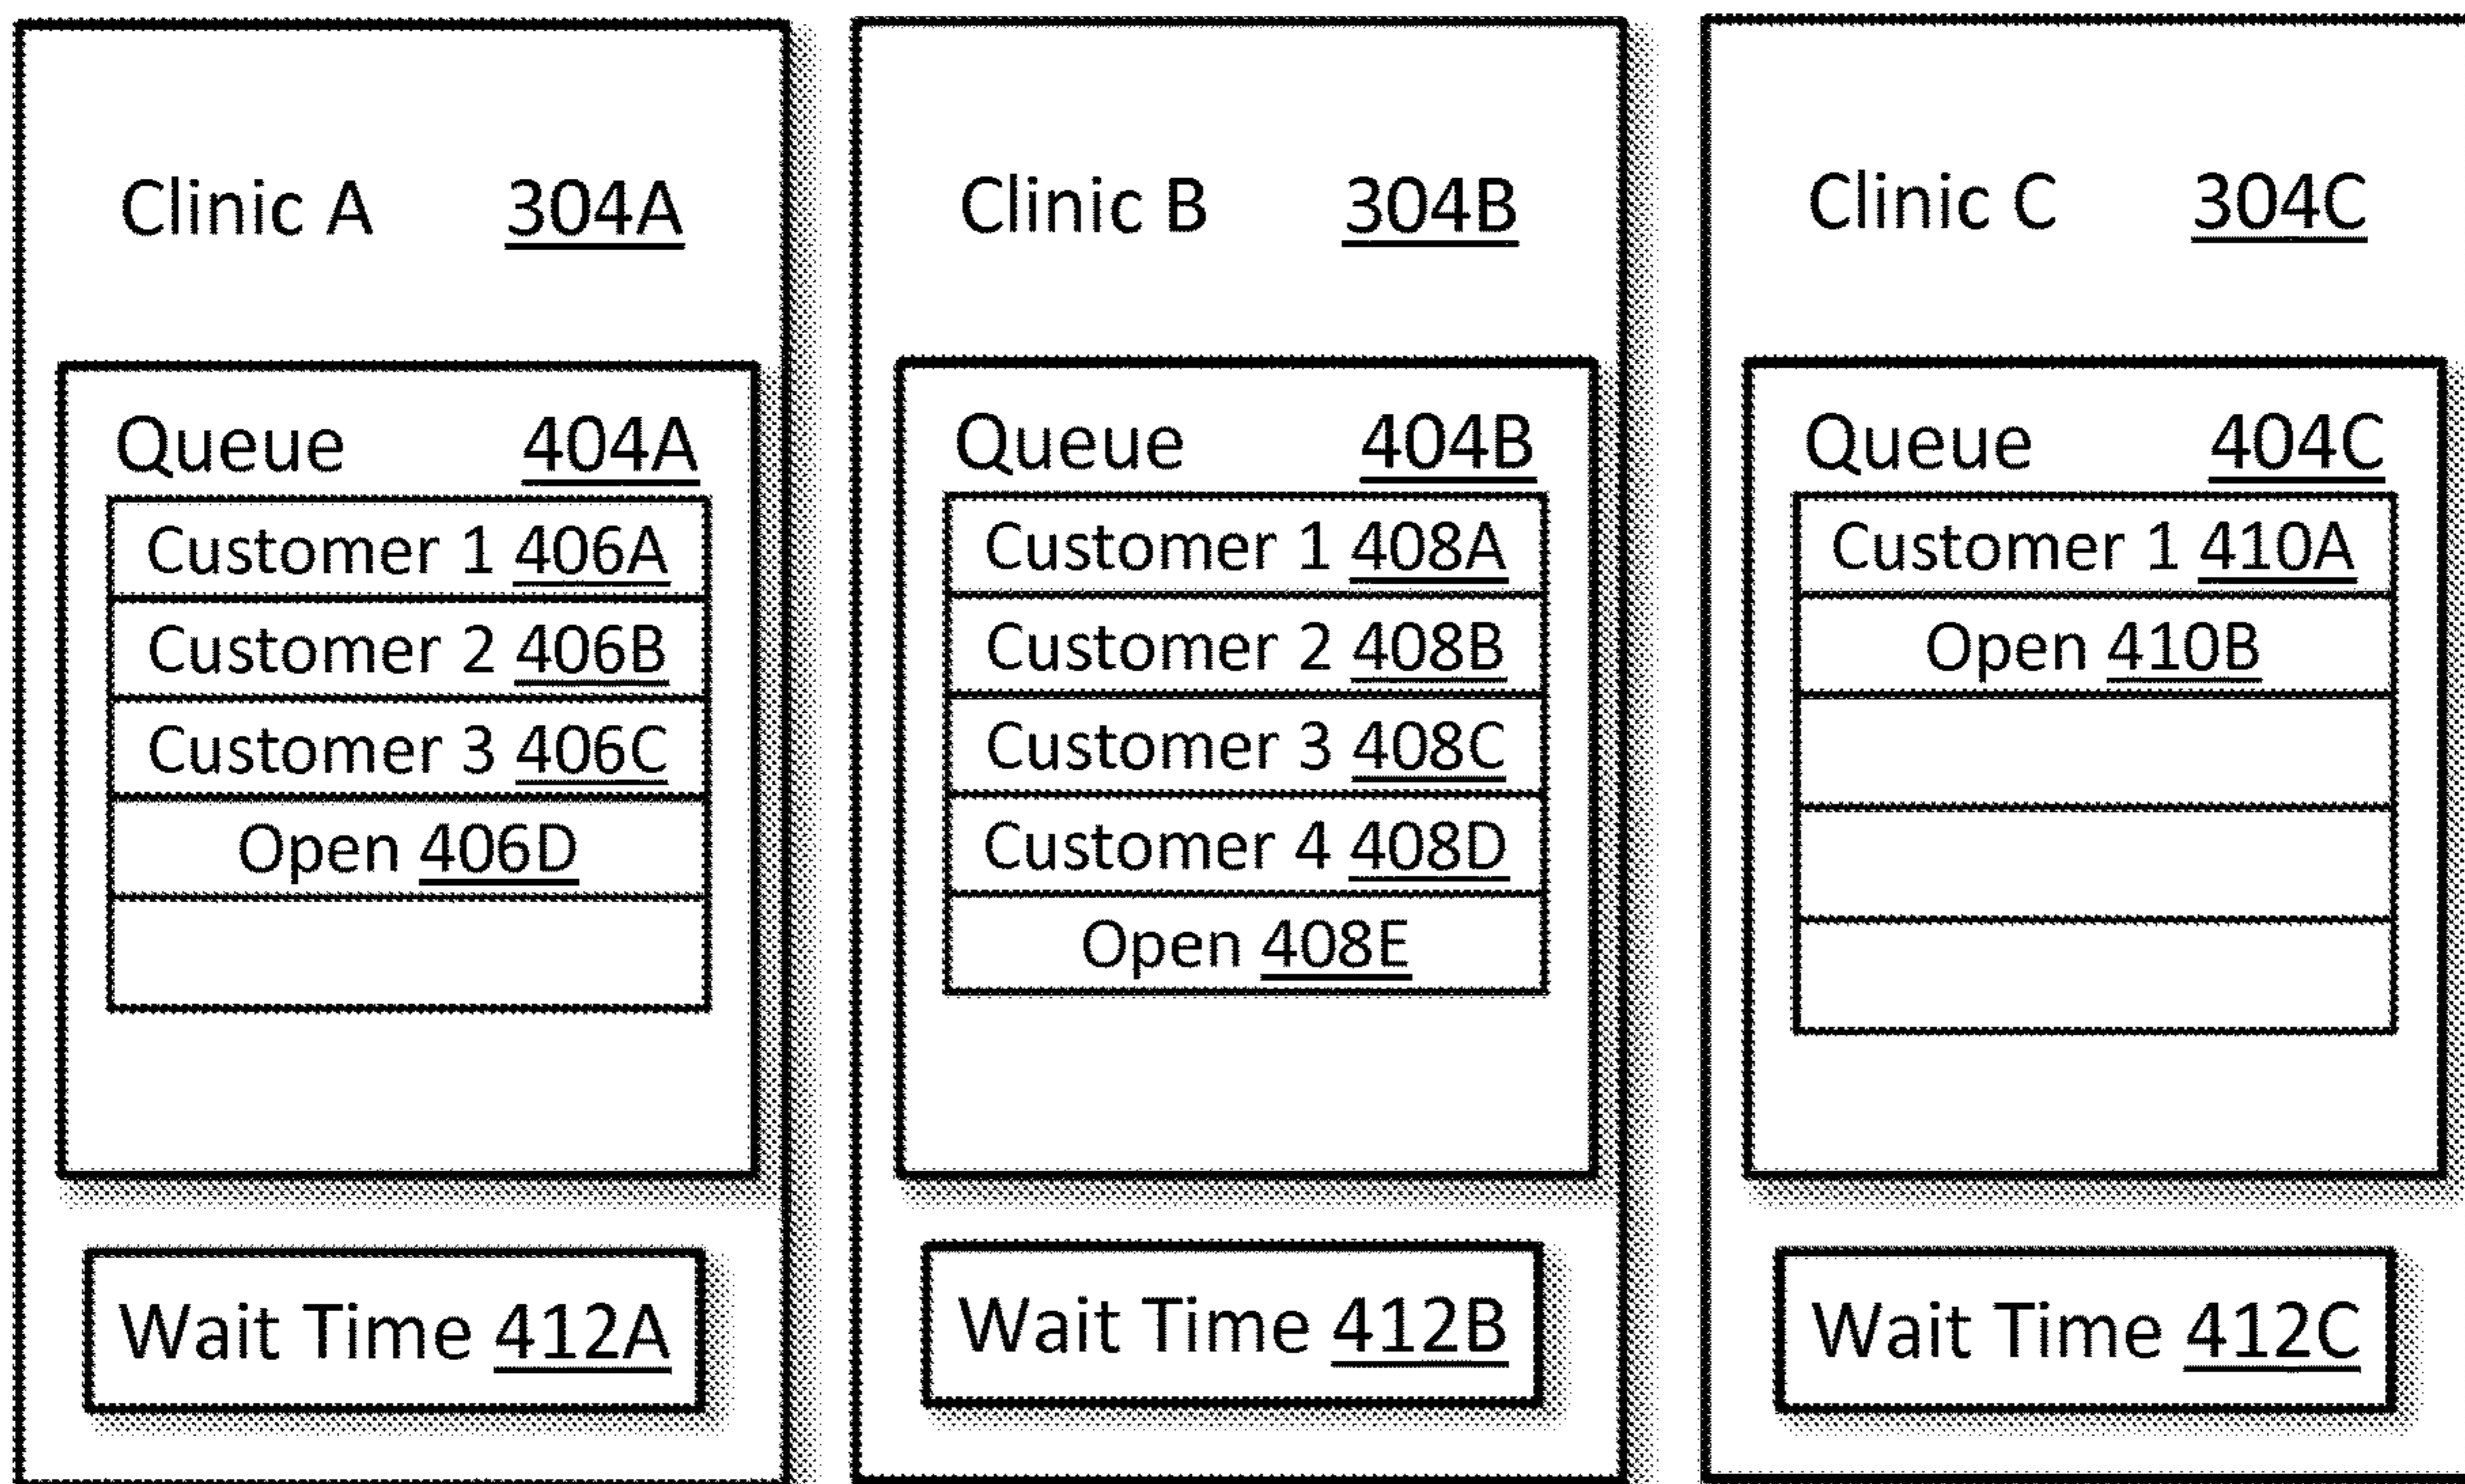 Clinic A 304A
Queue 404A
Customer 1 406A
Customer 2 406B
Customer 3 406C
Open 406D
Wait Time 412A
Clinic B 304B
Queue 404B
Customer 1 408A
Customer 2 408B
Customer 3 408C
Customer 4 408D
Open 408E
Wait Time 412B
Clinic C 304C
Queue 404C
Customer 1 410A
Open 410B
Wait Time 412C